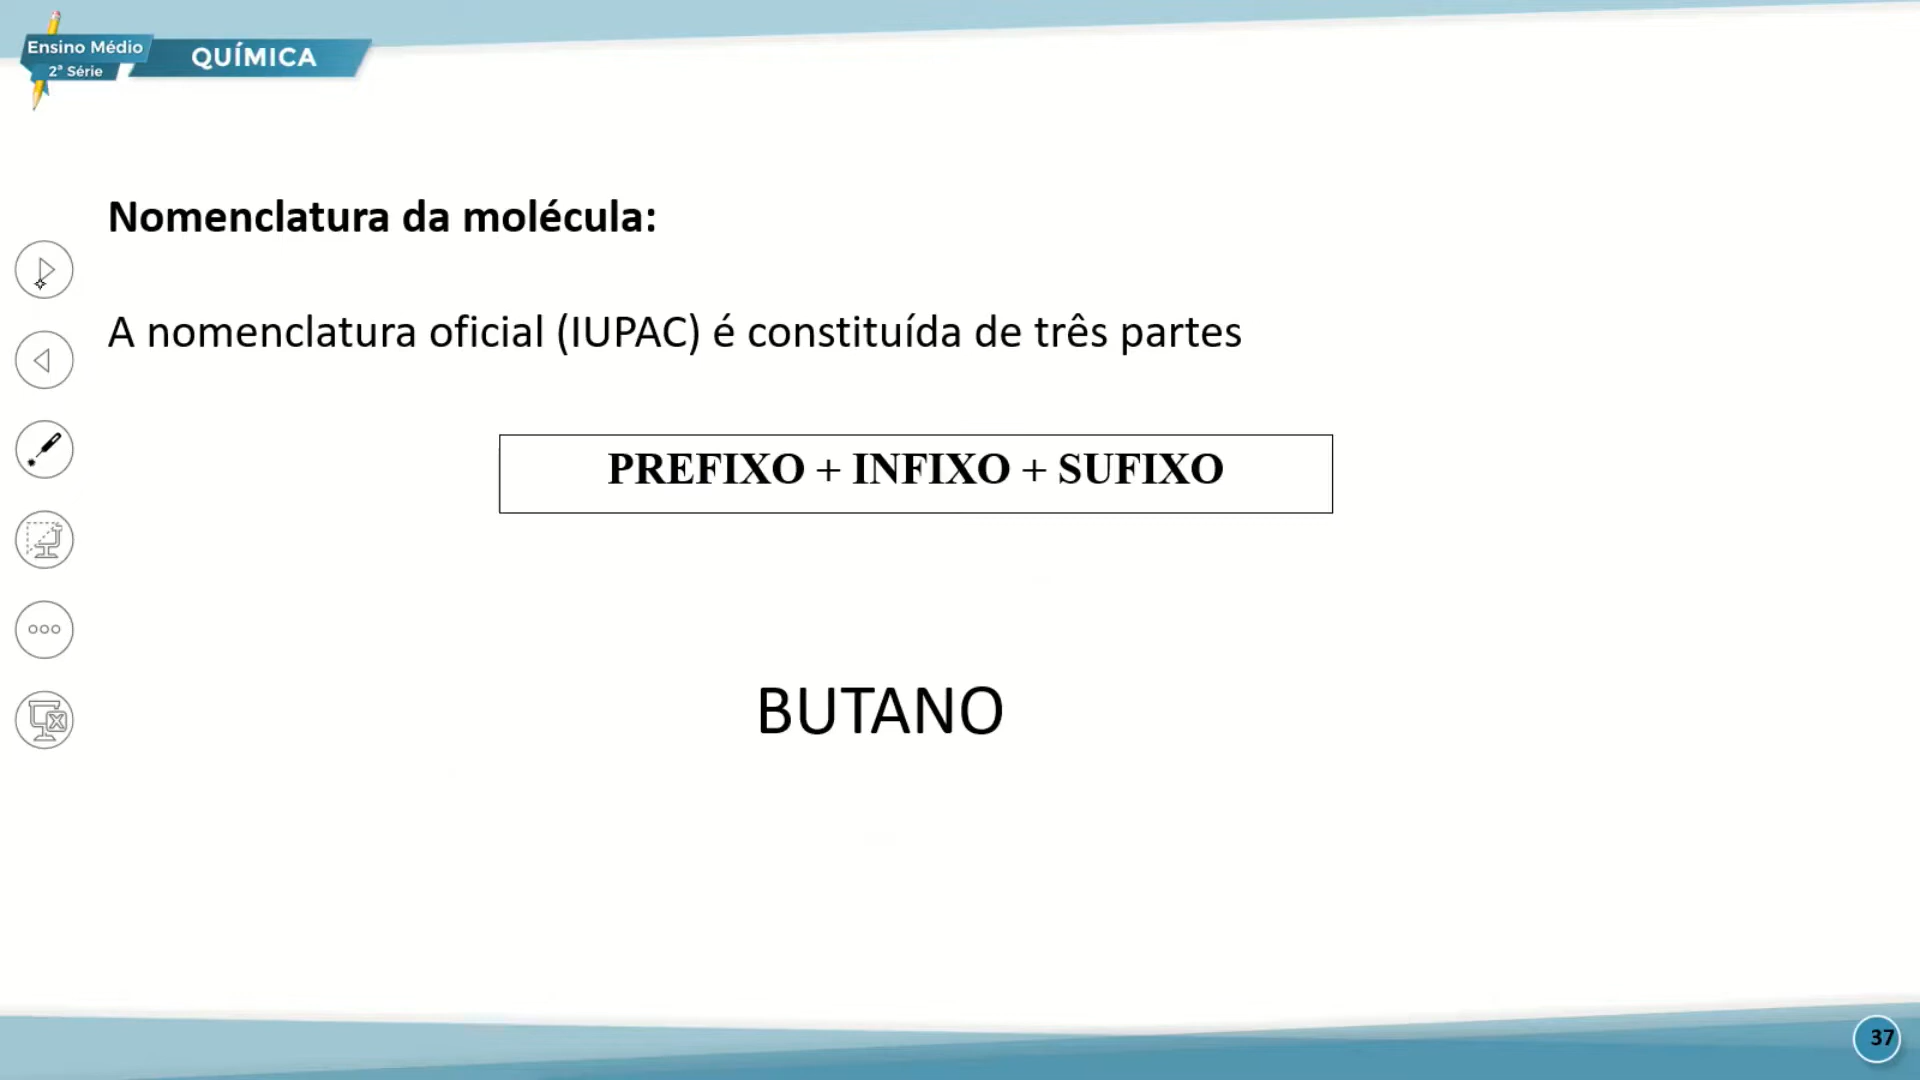 Ensino Médio
2ª Série
QUÍMICA
Nomenclatura da molécula:
A nomenclatura oficial (IUPAC) é constituída de três partes
PREFIXO + INFIXO + SUFIXO
BUTANO
37